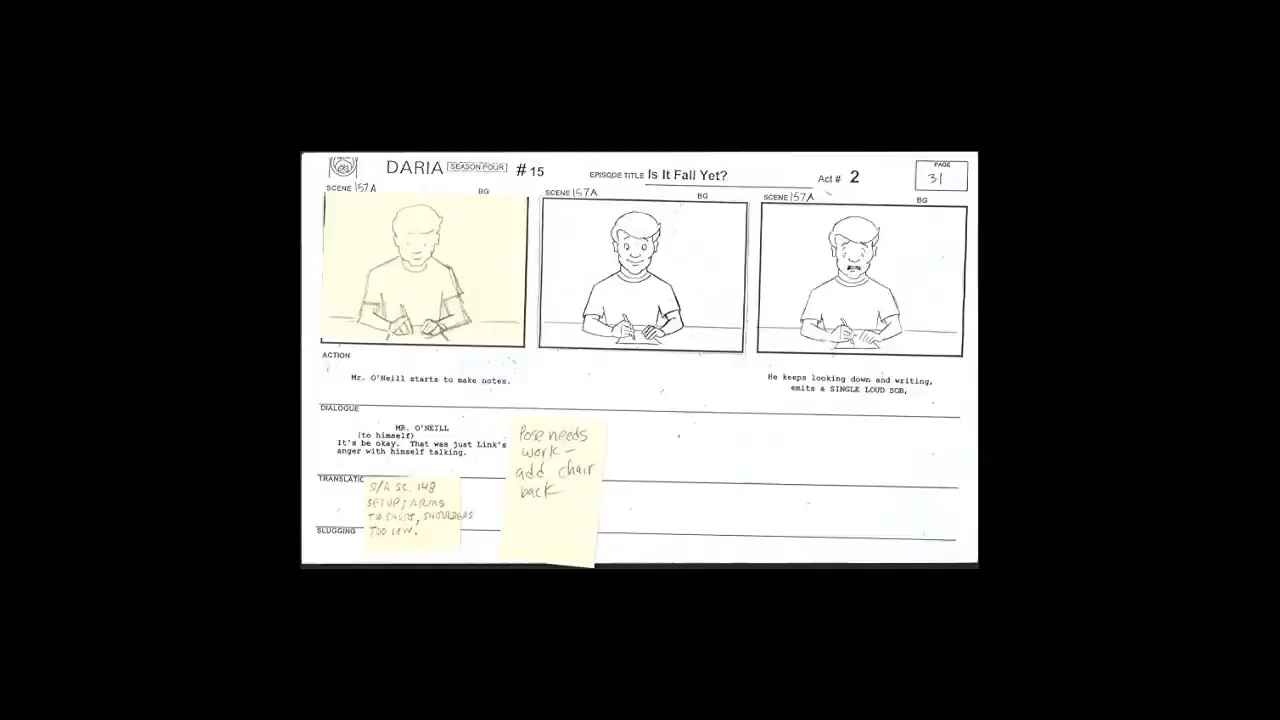 DARIA SEASON FOUR # 15 EPISODE TITLE Is It Fall Yet? Act # 2 PAGE 31
SCENE 157A BG SCENE 157A BG SCENE 157A BG
ACTION
Mr. O'Neill starts to make notes.
He keeps looking down and writing,
emits a SINGLE LOUD SOB,
DIALOGUE
MR. O'NEILL
(to himself)
It's be okay. That was just Link's
anger with himself talking.
Pose needs
work –
add chair
back
TRANSLATIC
S/A SC. 148
SETUP; ARMS
TOO SHORT, SHOULDERS
TOO LOW.
SLUGGING